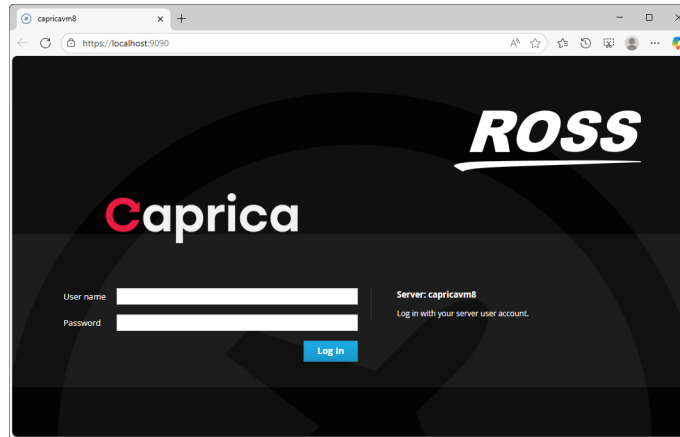 capricavm8
https://localhost:9090
ROSS
Caprica
User name
Server: capricavm8
Log in with your server user account.
Password
Log In